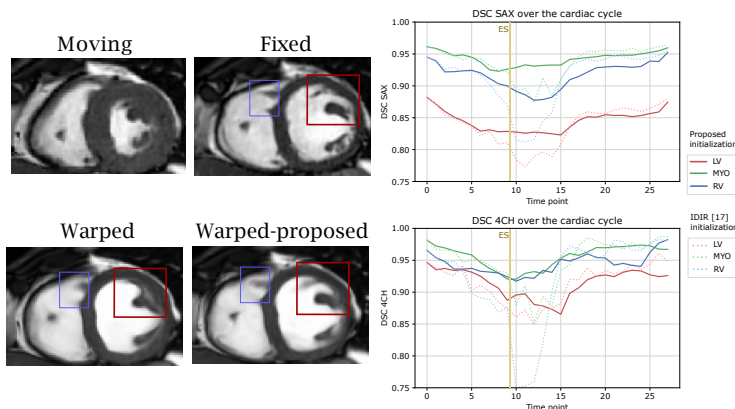 Moving
Fixed
Warped
Warped-proposed
DSC SAX over the cardiac cycle
ES
1.00
0.95
0.90
0.85
0.80
0.75
DSC SAX
0 5 10 15 20 25
Time point
DSC 4CH over the cardiac cycle
ES
1.00
0.95
0.90
0.85
0.80
0.75
DSC 4CH
0 5 10 15 20 25
Time point
Proposed
initialization
LV
MYO
RV
IDIR [17]
initialization
LV
MYO
RV